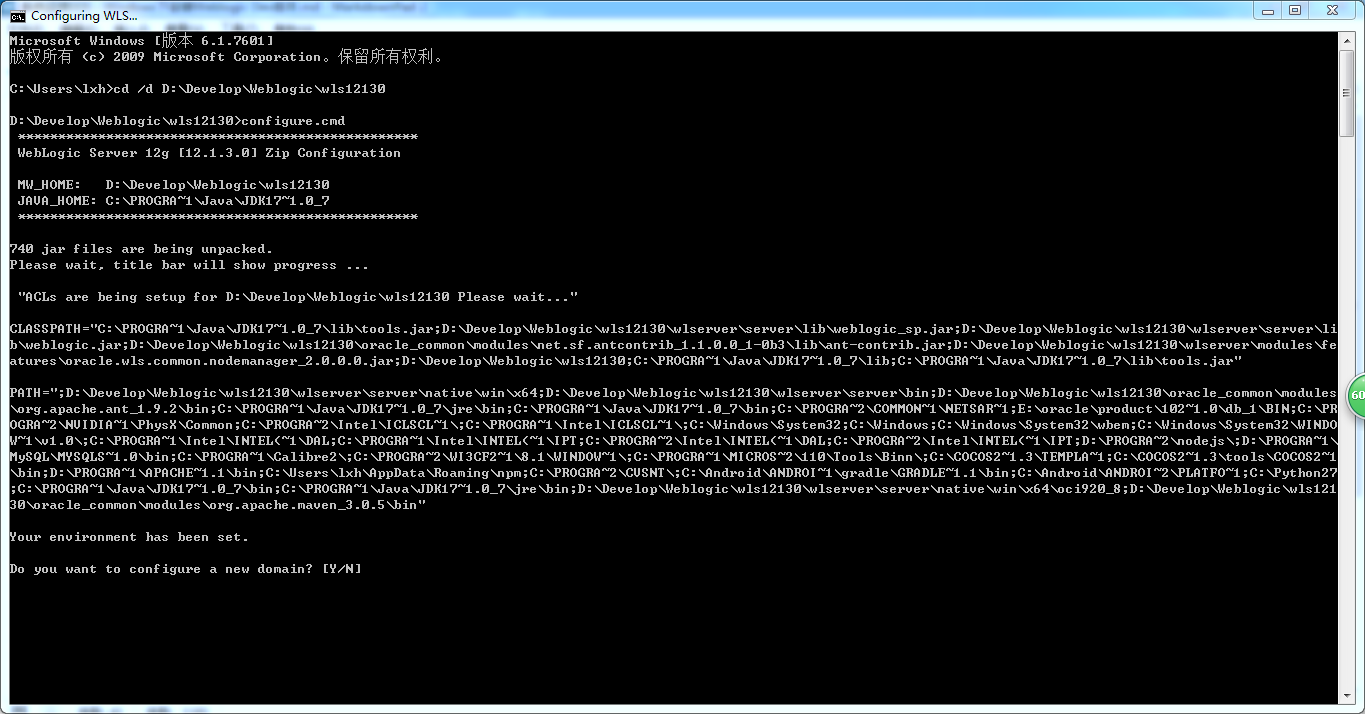 Configuring WLS...
Microsoft Windows [版本 6.1.7601]
版权所有 (c) 2009 Microsoft Corporation。保留所有权利。
C:\Users\lxh>cd /d D:\Develop\Weblogic\wls12130
D:\Develop\Weblogic\wls12130>configure.cmd
**************************************************
WebLogic Server 12g [12.1.3.0] Zip Configuration
MW_HOME:   D:\Develop\Weblogic\wls12130
JAVA_HOME: C:\PROGRA~1\Java\JDK17~1.0_7
**************************************************
740 jar files are being unpacked.
Please wait, title bar will show progress ...
"ACLs are being setup for D:\Develop\Weblogic\wls12130 Please wait..."
CLASSPATH="C:\PROGRA~1\Java\JDK17~1.0_7\lib\tools.jar;D:\Develop\Weblogic\wls12130\wlserver\server\lib\weblogic_sp.jar;D:\Develop\Weblogic\wls12130\wlserver\server\li
b\weblogic.jar;D:\Develop\Weblogic\wls12130\oracle_common\modules\net.sf.antcontrib_1.1.0.0_1-0b3\lib\ant-contrib.jar;D:\Develop\Weblogic\wls12130\wlserver\modules\fe
atures\oracle.wls.common.nodemanager_2.0.0.0.jar;D:\Develop\Weblogic\wls12130;C:\PROGRA~1\Java\JDK17~1.0_7\lib;C:\PROGRA~1\Java\JDK17~1.0_7\lib\tools.jar"
PATH=";D:\Develop\Weblogic\wls12130\wlserver\server\native\win\x64;D:\Develop\Weblogic\wls12130\wlserver\server\bin;D:\Develop\Weblogic\wls12130\oracle_common\modules
\org.apache.ant_1.9.2\bin;C:\PROGRA~1\Java\JDK17~1.0_7\jre\bin;C:\PROGRA~1\Java\JDK17~1.0_7\bin;C:\PROGRA~2\COMMON~1\NETSAR~1;E:\oracle\product\102~1.0\db_1\BIN;C:\PR
OGRA~2\NVIDIA~1\PhysX\Common;C:\PROGRA~2\Intel\ICLSCL~1\;C:\PROGRA~1\Intel\ICLSCL~1\;C:\Windows\System32;C:\Windows;C:\Windows\System32\wbem;C:\Windows\System32\WINDO
W~1\v1.0\;C:\PROGRA~1\Intel\INTEL(~1\DAL;C:\PROGRA~1\Intel\INTEL(~1\IPT;C:\PROGRA~2\Intel\INTEL(~1\DAL;C:\PROGRA~2\Intel\INTEL(~1\IPT;D:\PROGRA~2\nodejs\;D:\PROGRA~1\
MySQL\MYSQLS~1.0\bin;C:\PROGRA~1\Calibre2\;C:\PROGRA~2\WI3CF2~1\8.1\WINDOW~1\;C:\PROGRA~1\MICROS~2\110\Tools\Binn\;C:\COCOS2~1.3\TEMPLA~1;C:\COCOS2~1.3\tools\COCOS2~1
\bin;D:\PROGRA~1\APACHE~1.1\bin;C:\Users\lxh\AppData\Roaming\npm;C:\PROGRA~2\CVSNT\;C:\Android\ANDROI~1\gradle\GRADLE~1.1\bin;C:\Android\ANDROI~2\PLATFO~1;C:\Python27
;C:\PROGRA~1\Java\JDK17~1.0_7\bin;C:\PROGRA~1\Java\JDK17~1.0_7\jre\bin;D:\Develop\Weblogic\wls12130\wlserver\server\native\win\x64\oci920_8;D:\Develop\Weblogic\wls121
30\oracle_common\modules\org.apache.maven_3.0.5\bin"
Your environment has been set.
Do you want to configure a new domain? [Y/N]
60